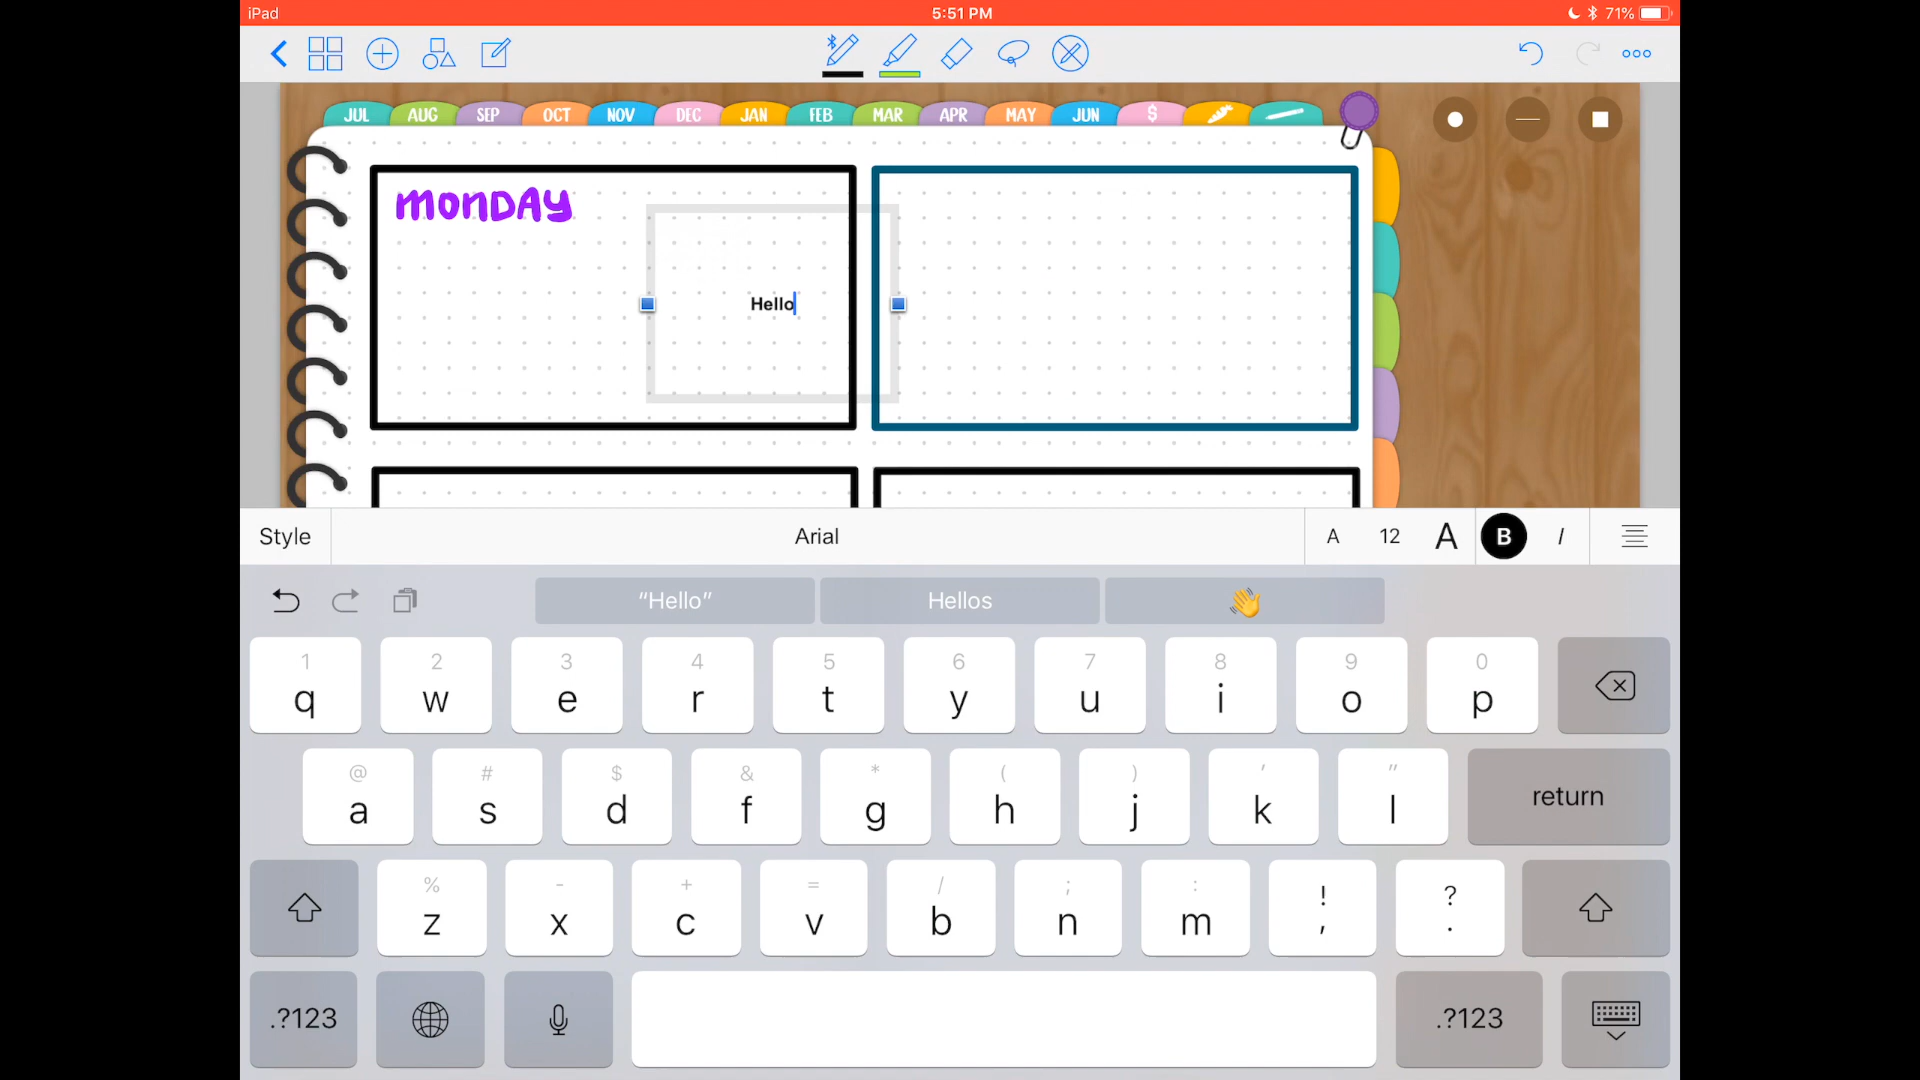 iPad 5:51 PM 71%
JUL AUG SEP OCT NOV DEC JAN FEB MAR APR MAY JUN $
MONDAY
Hello
Style Arial A 12 A B I
“Hello” Hellos 👋
1 2 3 4 5 6 7 8 9 0
q w e r t y u i o p
@ # $ & * ( ) ' "
a s d f g h j k l return
% - + = / ; : ! ?
z x c v b n m , .
.?123 .?123